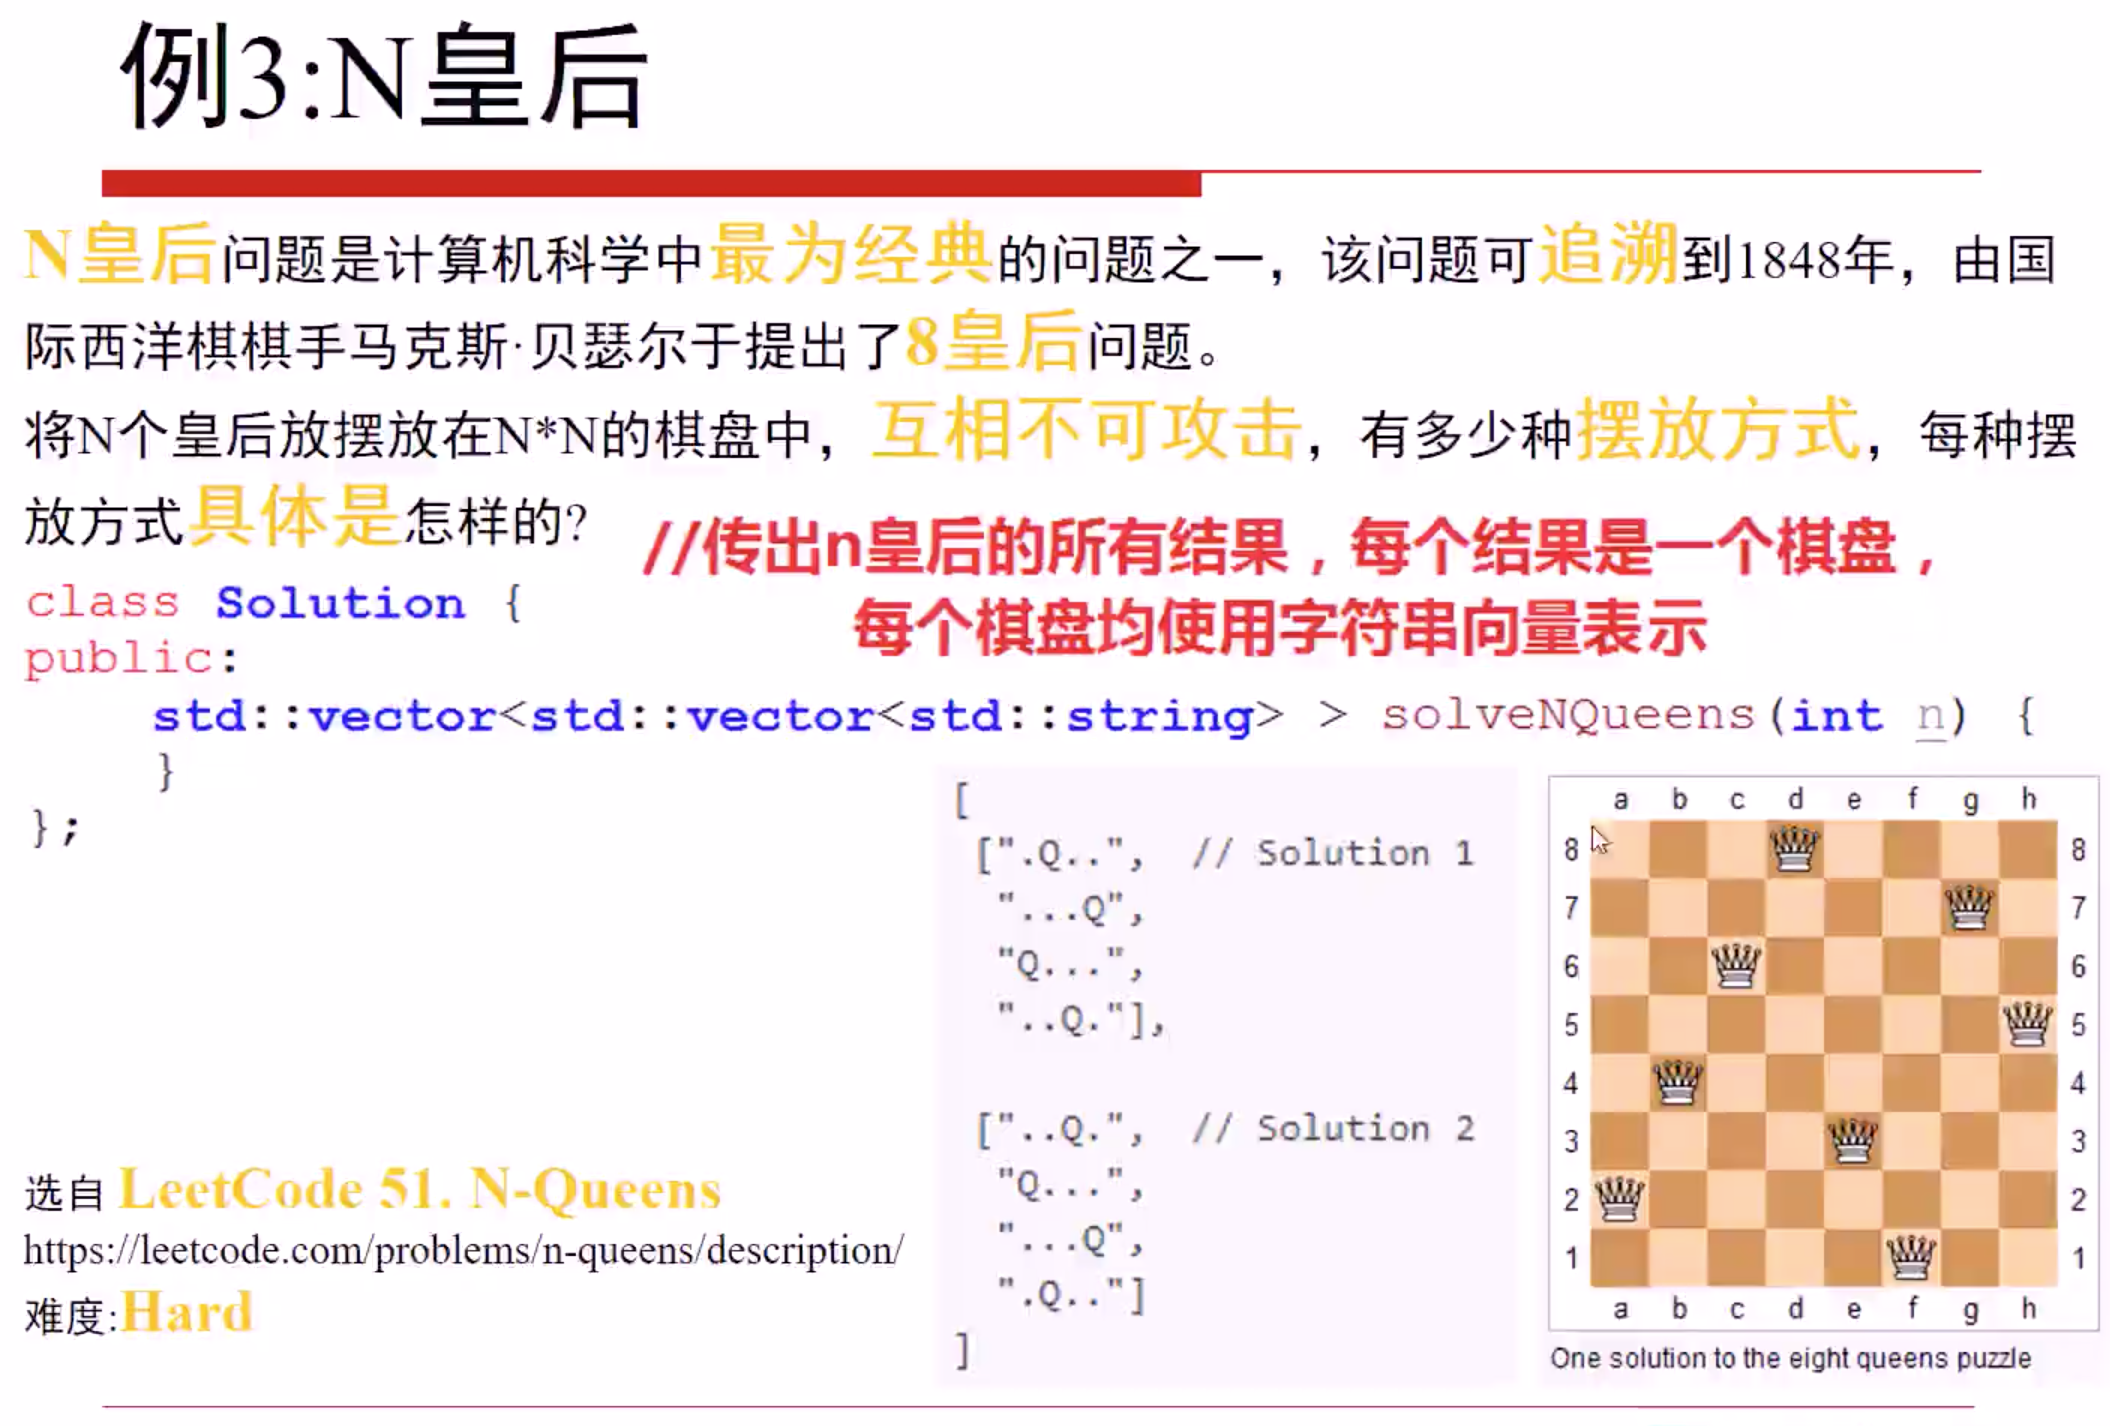 例3:N皇后
N皇后问题是计算机科学中最为经典的问题之一，该问题可追溯到1848年，由国
际西洋棋棋手马克斯·贝瑟尔于提出了8皇后问题。
将N个皇后放摆放在N*N的棋盘中，互相不可攻击，有多少种摆放方式，每种摆
放方式具体是怎样的?
//传出n皇后的所有结果，每个结果是一个棋盘，
每个棋盘均使用字符串向量表示
class Solution {
public:
    std::vector<std::vector<std::string> > solveNQueens(int n) {
    }
};
[
 [".Q..",  // Solution 1
  "...Q",
  "Q...",
  "..Q."],
 ["..Q.",  // Solution 2
  "Q...",
  "...Q",
  ".Q.."]
]
a b c d e f g h
8 8
7 7
6 6
5 5
4 4
3 3
2 2
1 1
a b c d e f g h
One solution to the eight queens puzzle
选自 LeetCode 51. N-Queens
https://leetcode.com/problems/n-queens/description/
难度:Hard